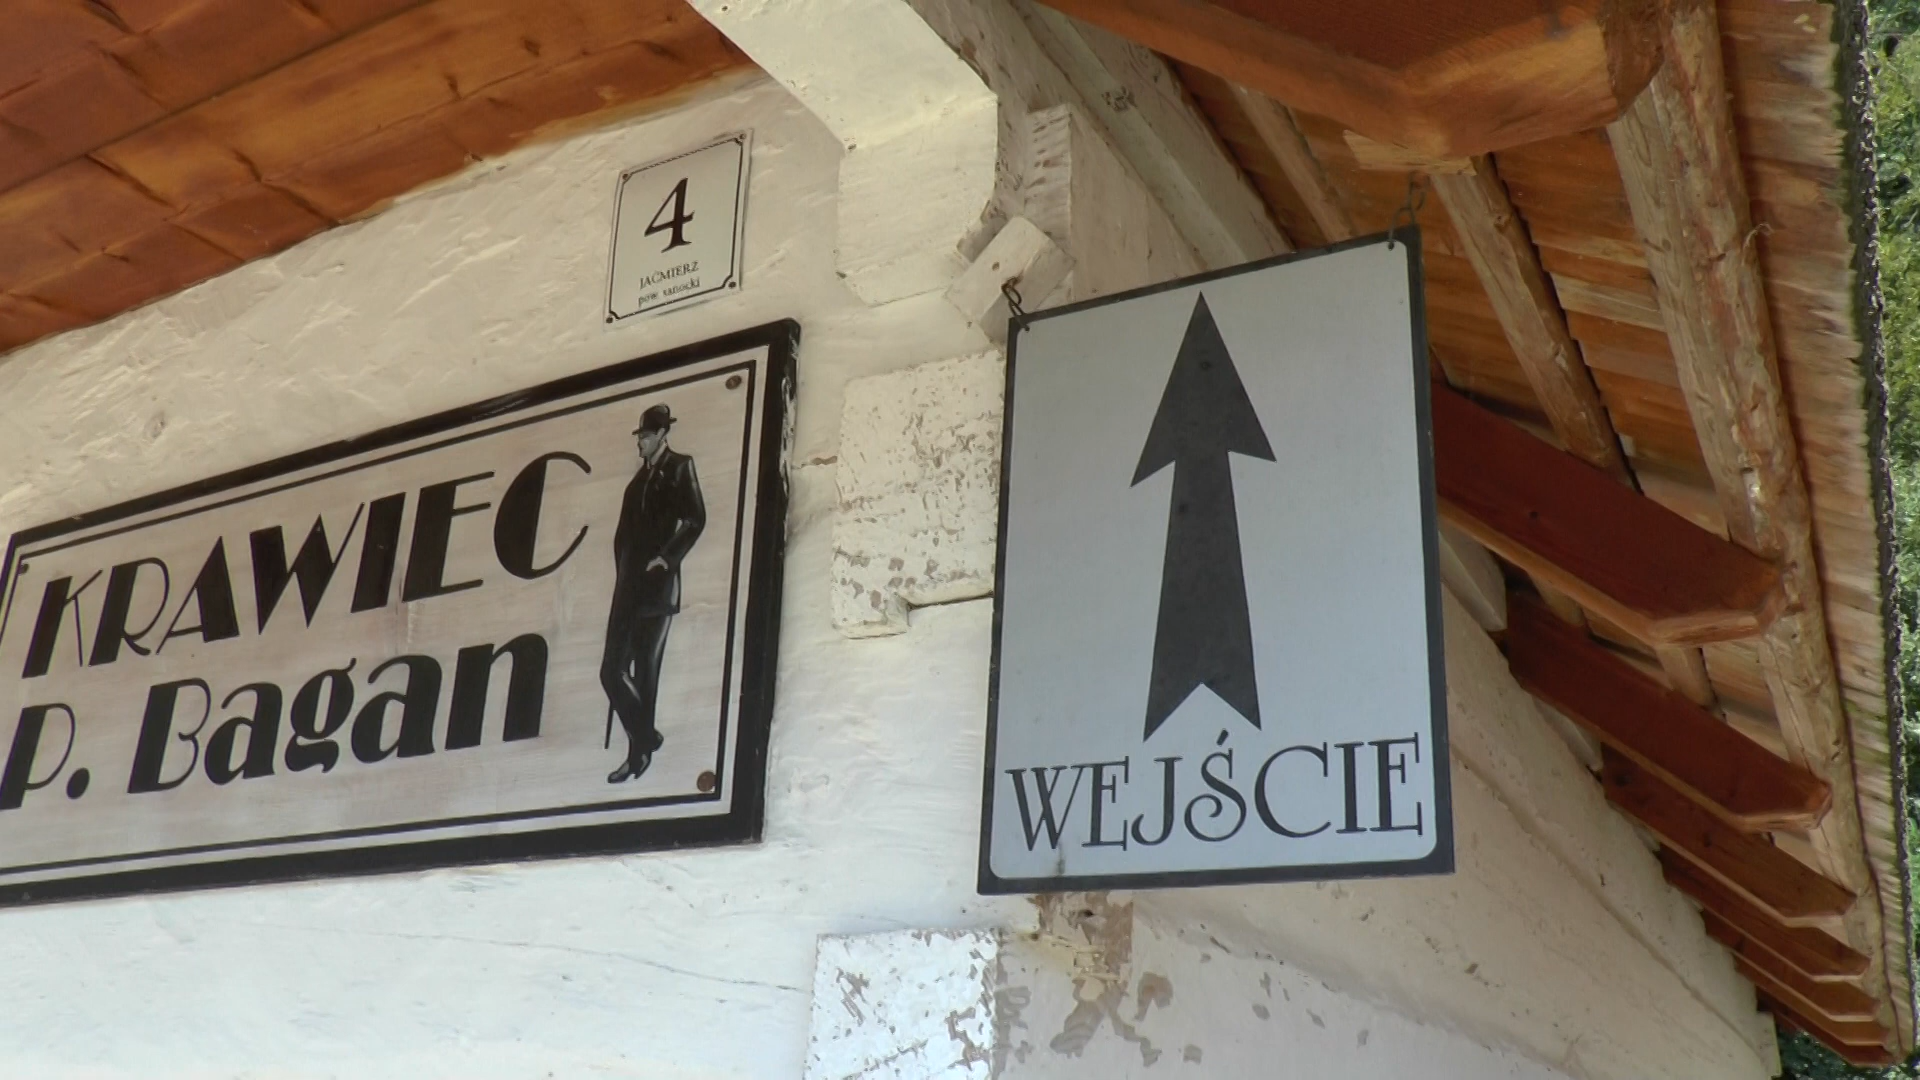 4
JAĆMIERZ
pow. sanocki
KRAWIEC
P. Bagan
WEJŚCIE